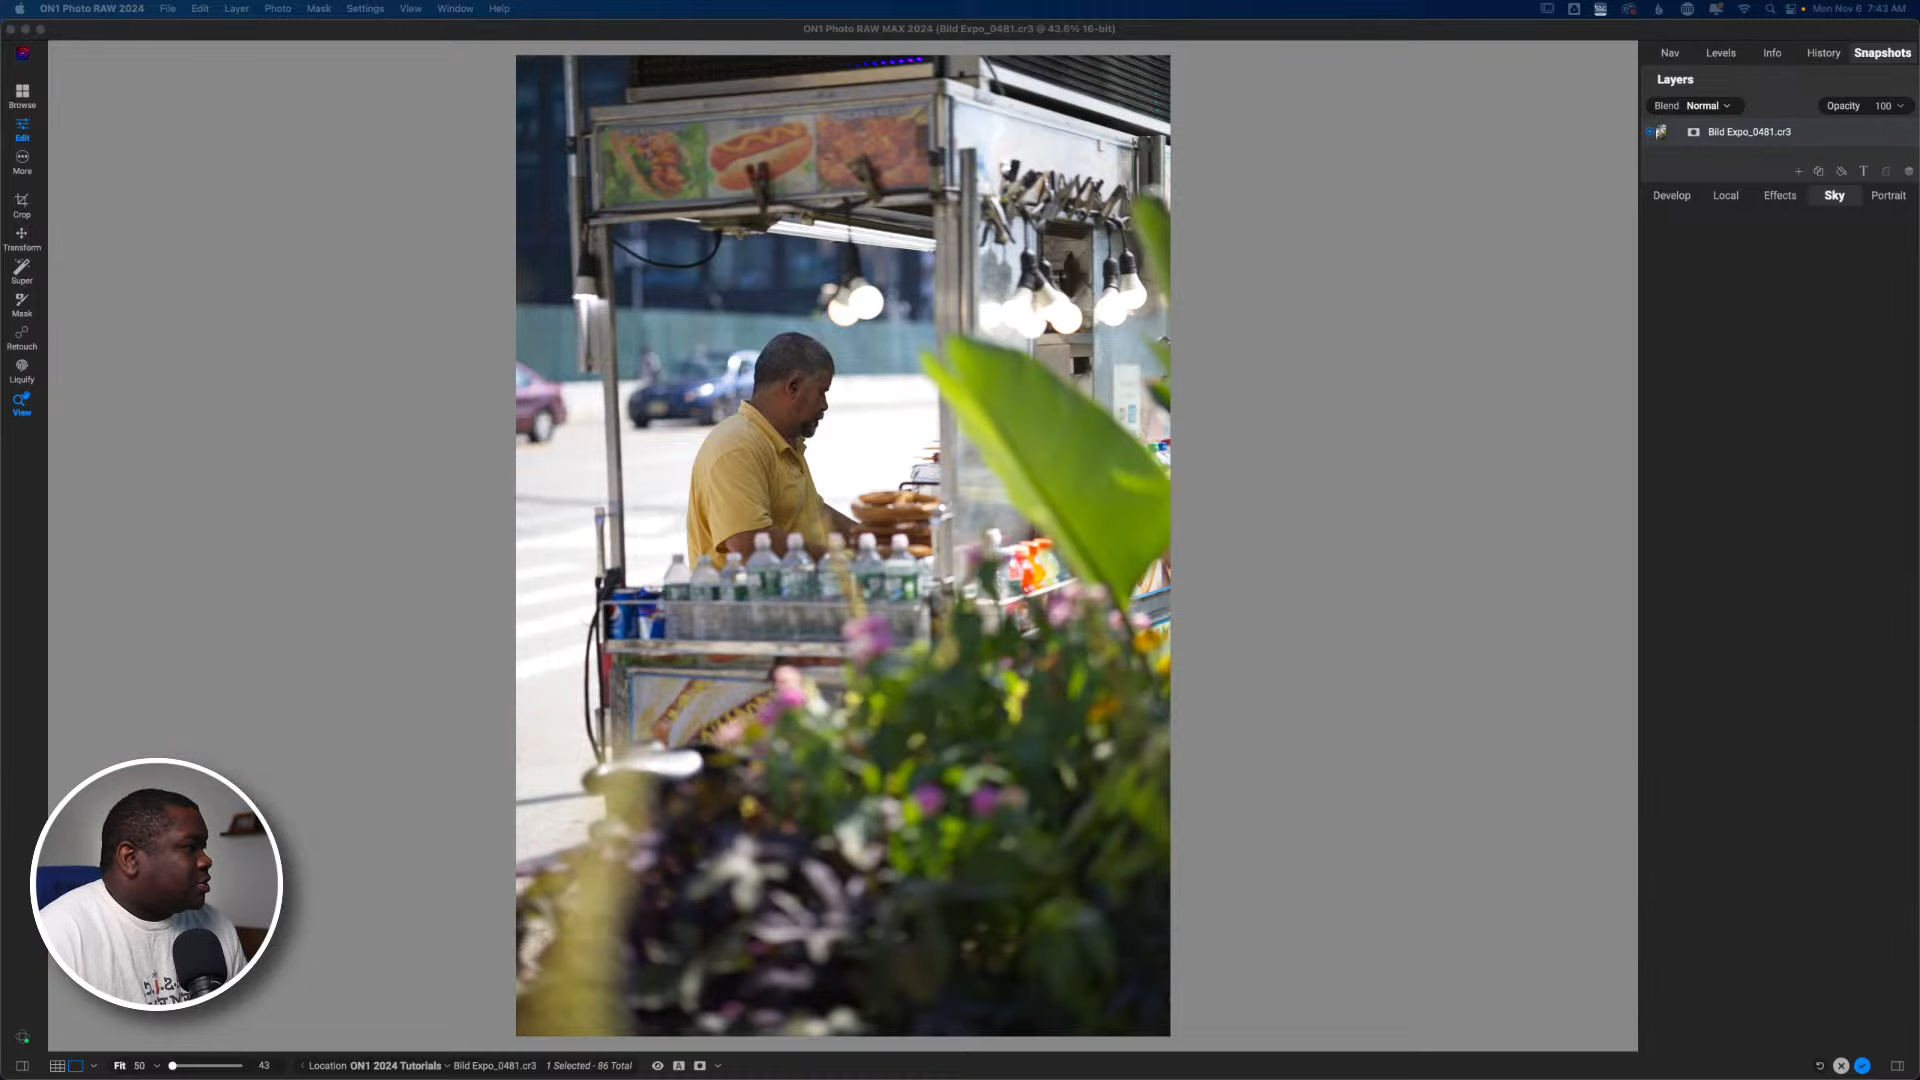 ON1 Photo RAW 2024 File Edit Layer Photo Mask Settings View Window Help Mon Nov 6 7:43 AM
ON1 Photo RAW MAX 2024 (Bild Expo_0481.cr3 @ 43.6% 16-bit)
Nav Levels Info History Snapshots
Layers
Blend Normal Opacity 100
Bild Expo_0481.cr3
T
Develop Local Effects Sky Portrait
Browse
Edit
More
Crop
Transform
Super
Mask
Retouch
Liquify
View
Fit 50 43 Location ON1 2024 Tutorials Bild Expo_0481.cr3 1 Selected - 86 Total A